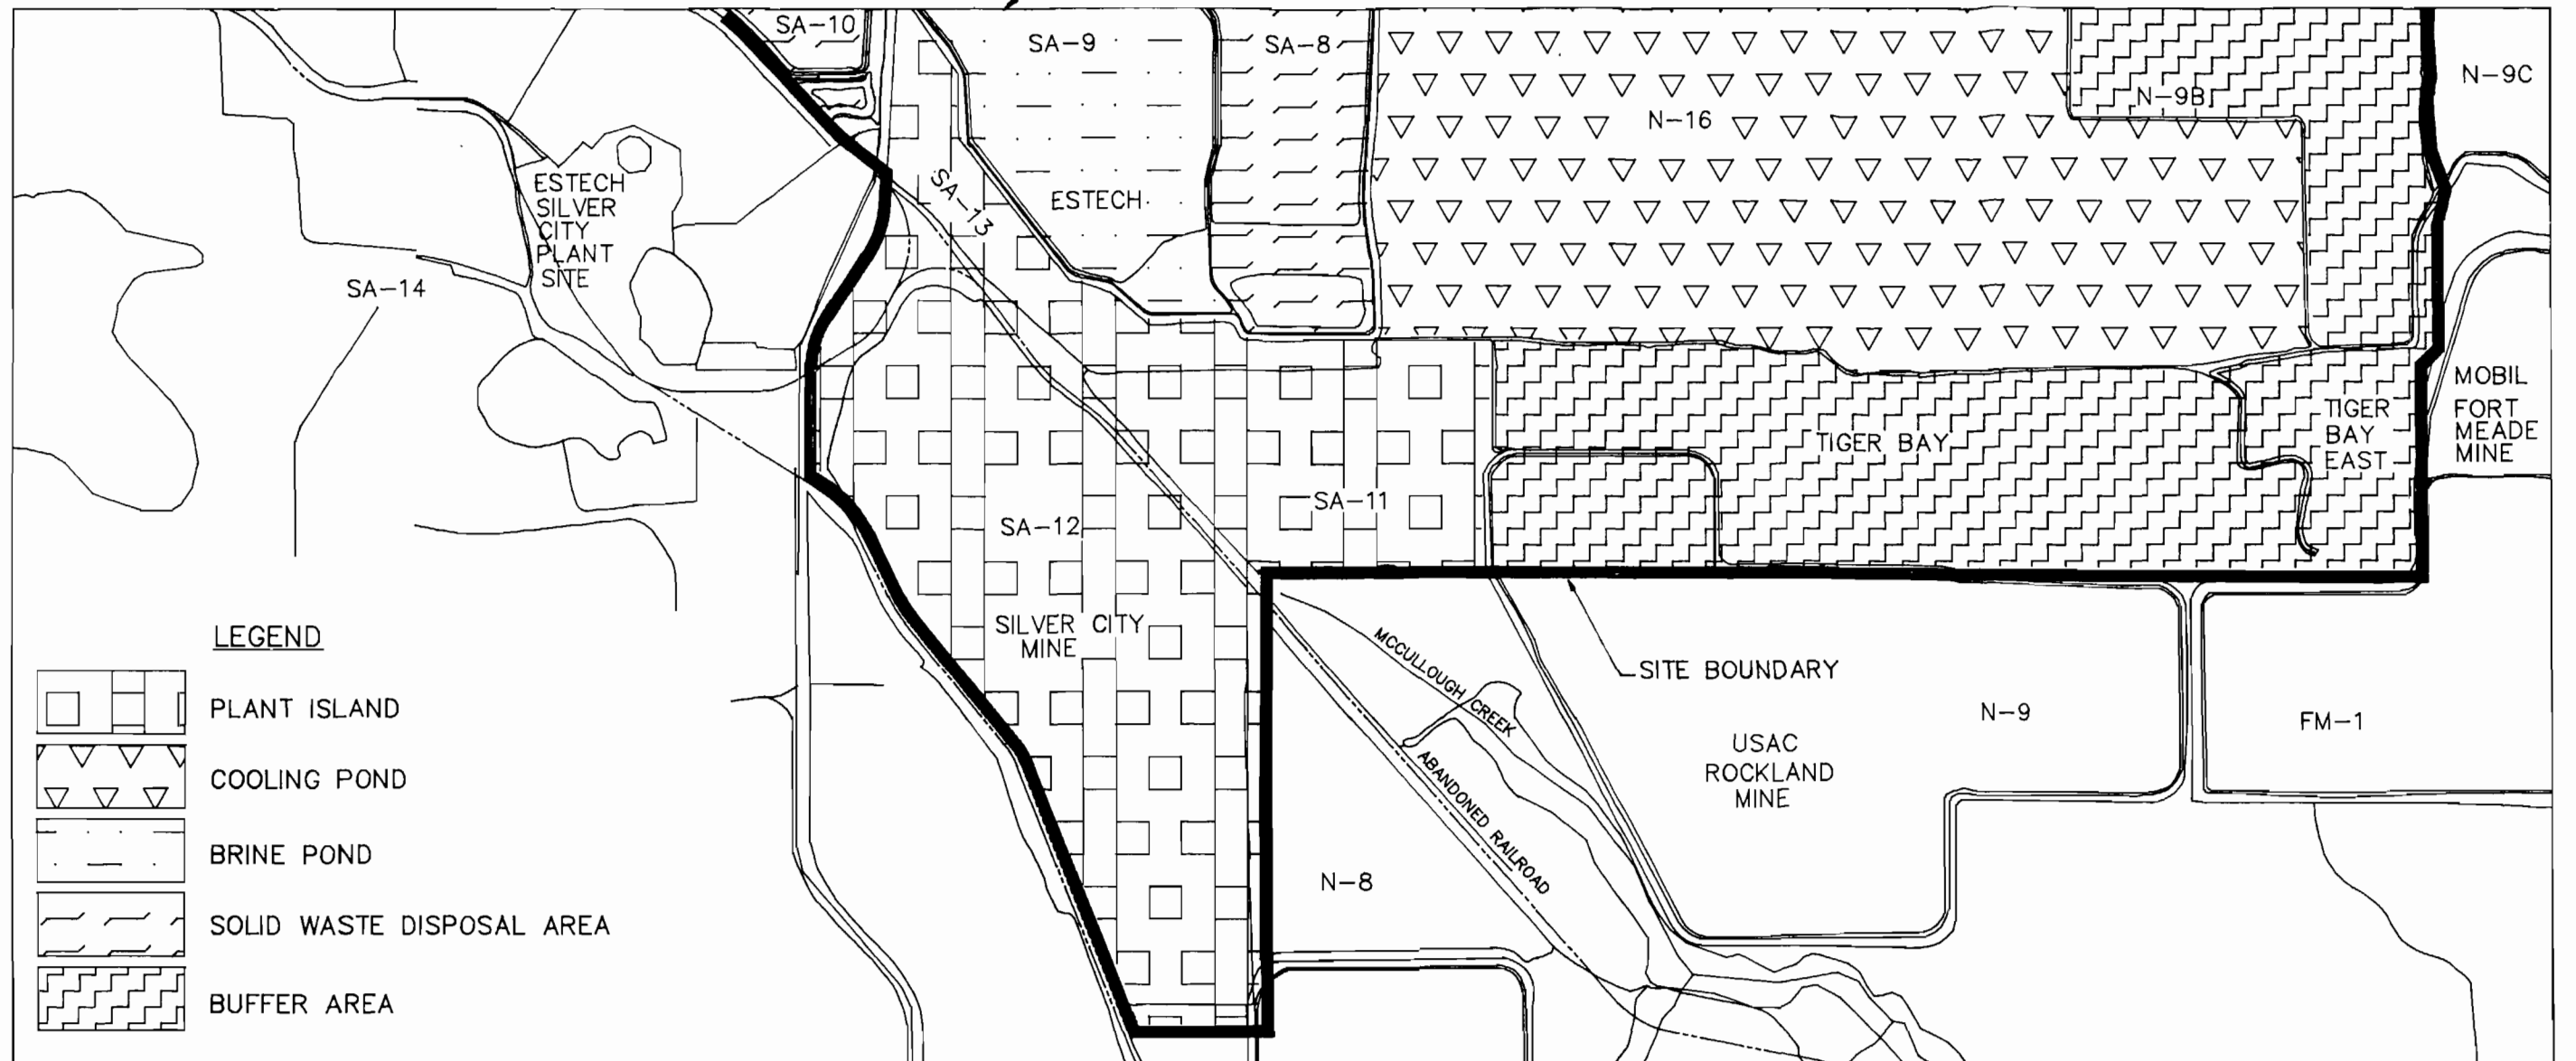 SA-10
SA-9
SA-8
N-9C
N-9B
N-16
SA-13
ESTECH
ESTECH
SILVER
CITY
PLANT
SITE
SA-14
MOBIL
FORT
MEADE
MINE
TIGER
BAY
EAST
TIGER BAY
SA-11
SA-12
SILVER CITY
MINE
MCCULLOUGH CREEK
SITE BOUNDARY
N-9
FM-1
USAC
ROCKLAND
MINE
ABANDONED RAILROAD
N-8
LEGEND
PLANT ISLAND
COOLING POND
BRINE POND
SOLID WASTE DISPOSAL AREA
BUFFER AREA